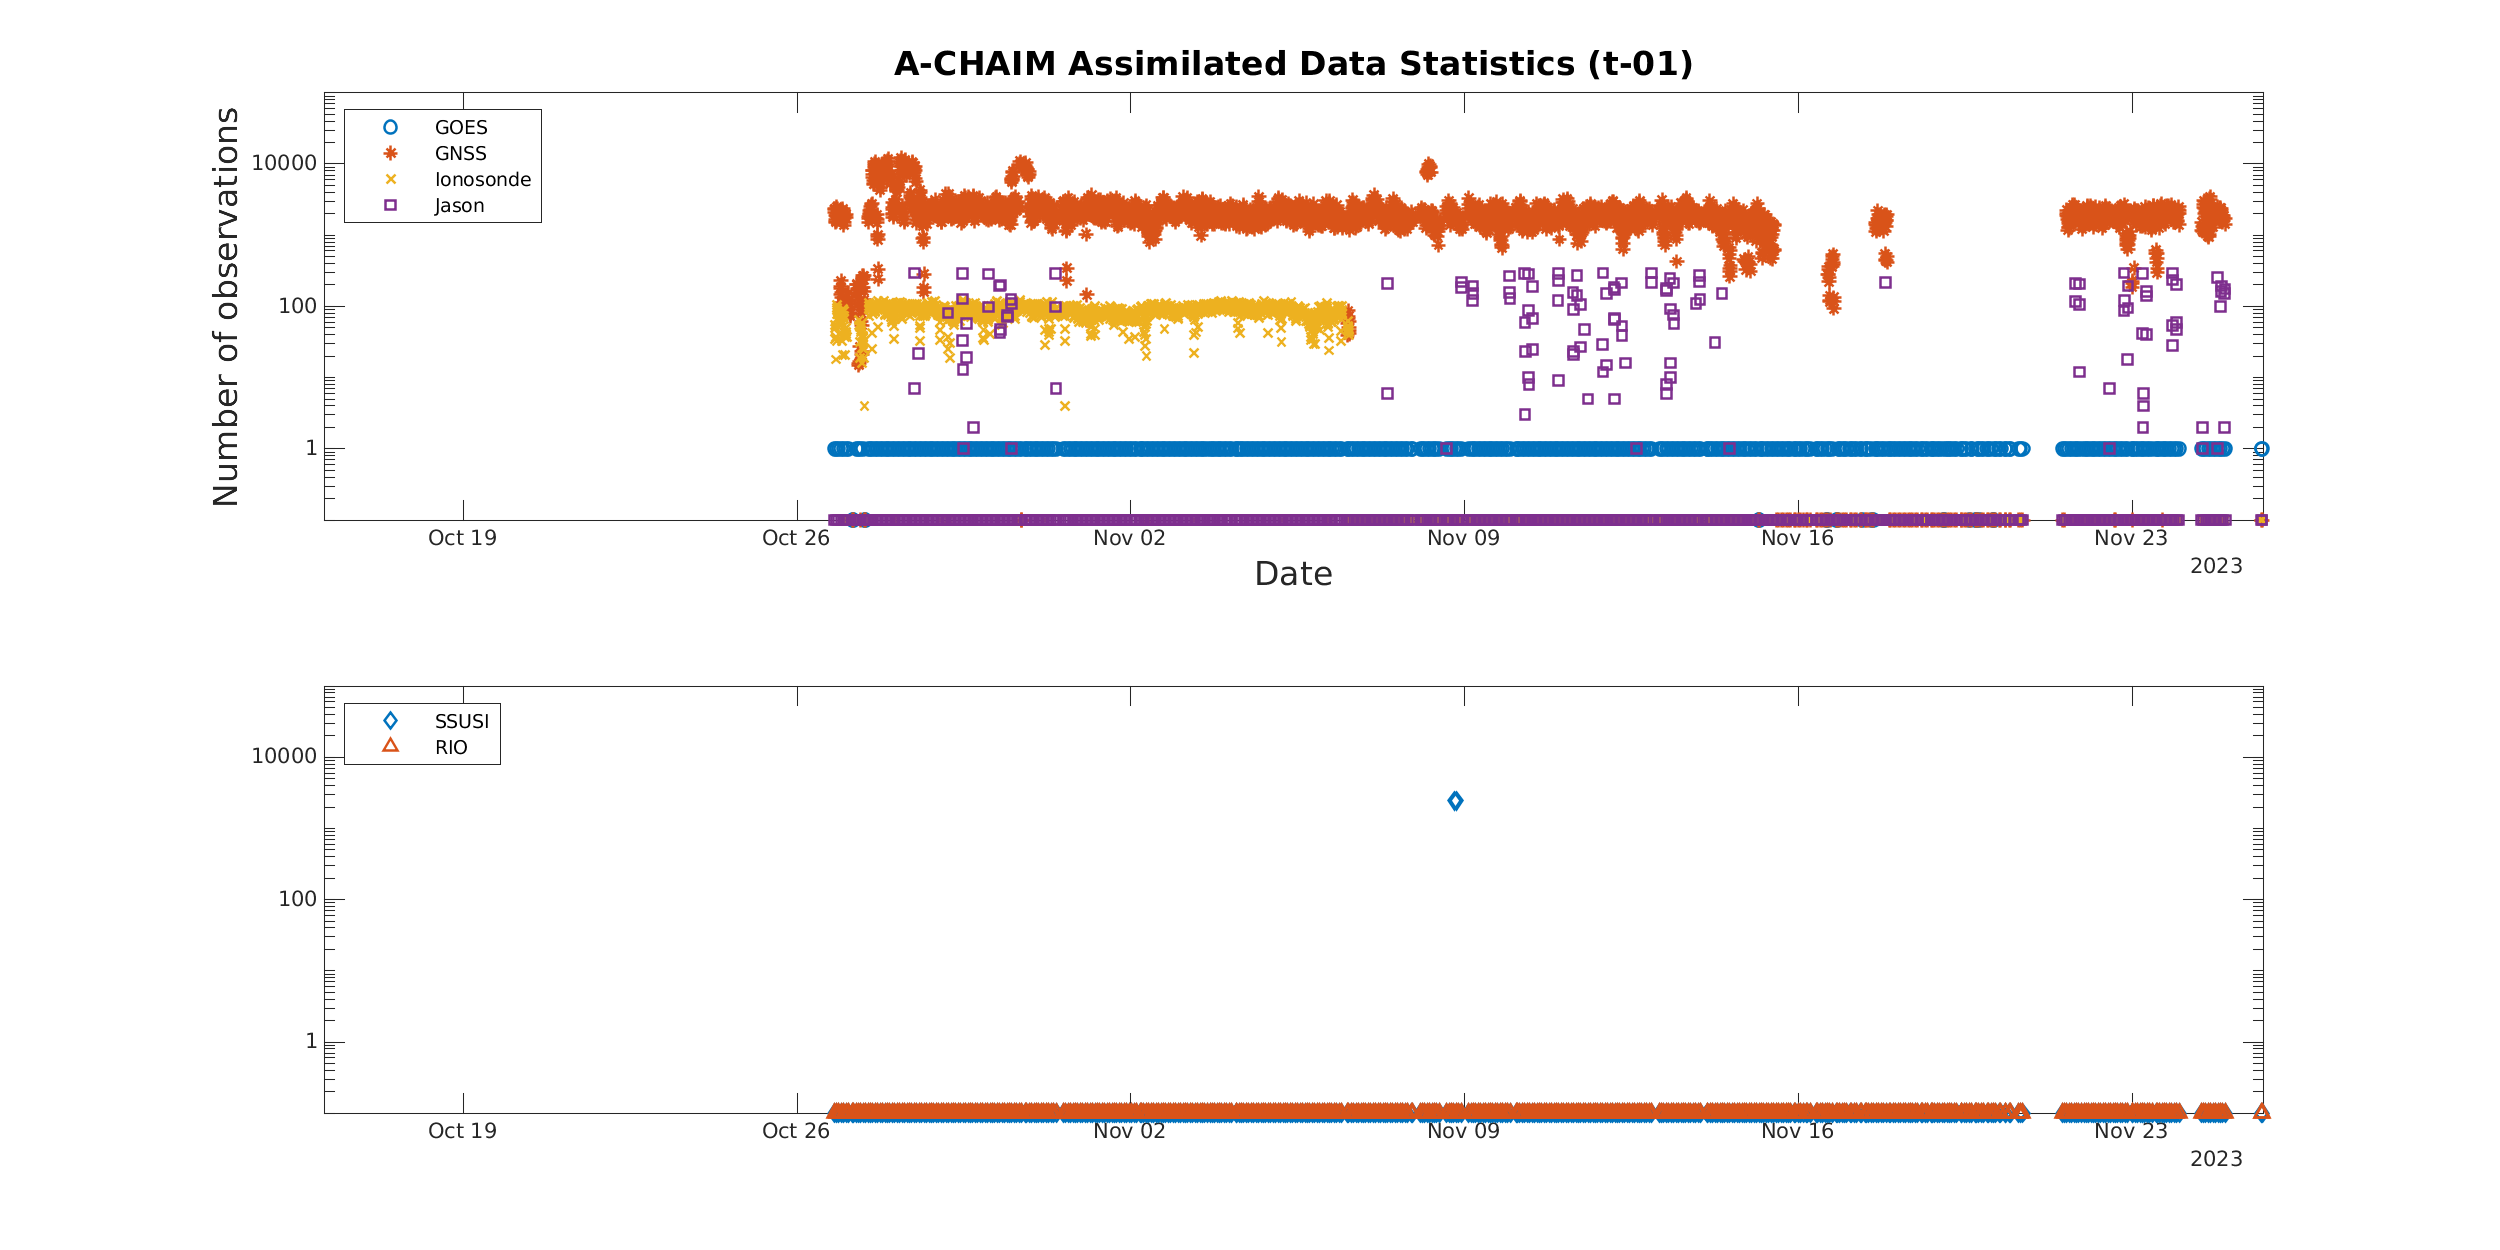 A-CHAIM Assimilated Data Statistics (t-01)
Number of observations
10000
100
1
GOES
GNSS
Ionosonde
Jason
Oct 19
Oct 26
Nov 02
Nov 09
Nov 16
Nov 23
2023
Date
10000
100
1
SSUSI
RIO
Oct 19
Oct 26
Nov 02
Nov 09
Nov 16
Nov 23
2023